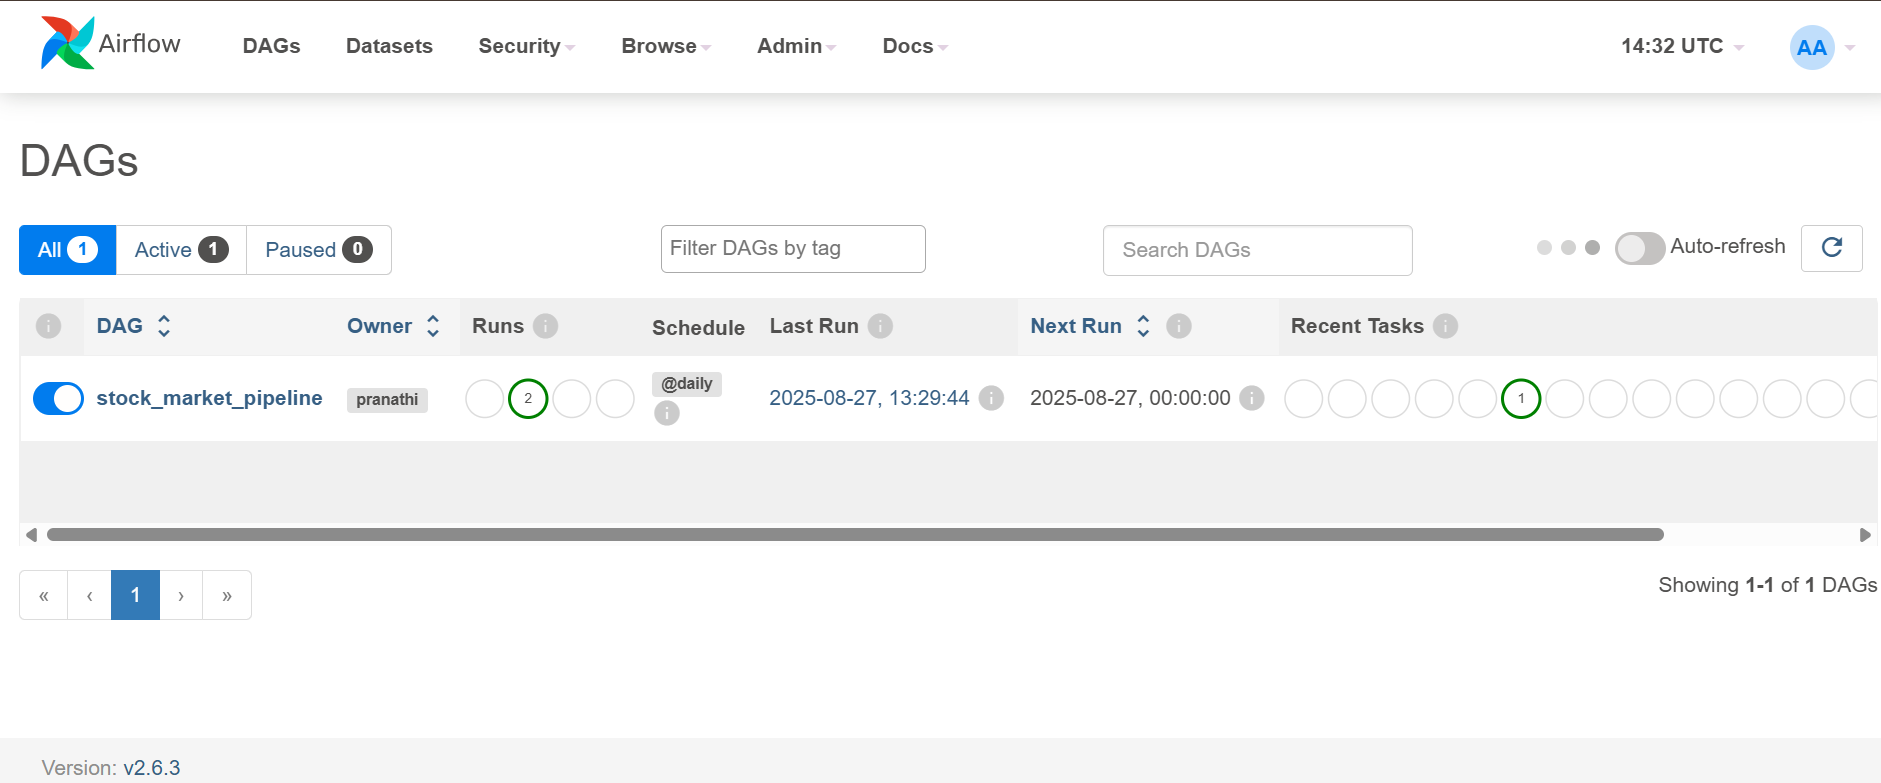 Airflow DAGs Datasets Security Browse Admin Docs 14:32 UTC AA
DAGs
All 1 Active 1 Paused 0 Filter DAGs by tag Search DAGs Auto-refresh
i DAG Owner Runs i Schedule Last Run i Next Run i Recent Tasks i
stock_market_pipeline pranathi 2 @daily i 2025-08-27, 13:29:44 i 2025-08-27, 00:00:00 i 1
« ‹ 1 › » Showing 1-1 of 1 DAGs
Version: v2.6.3